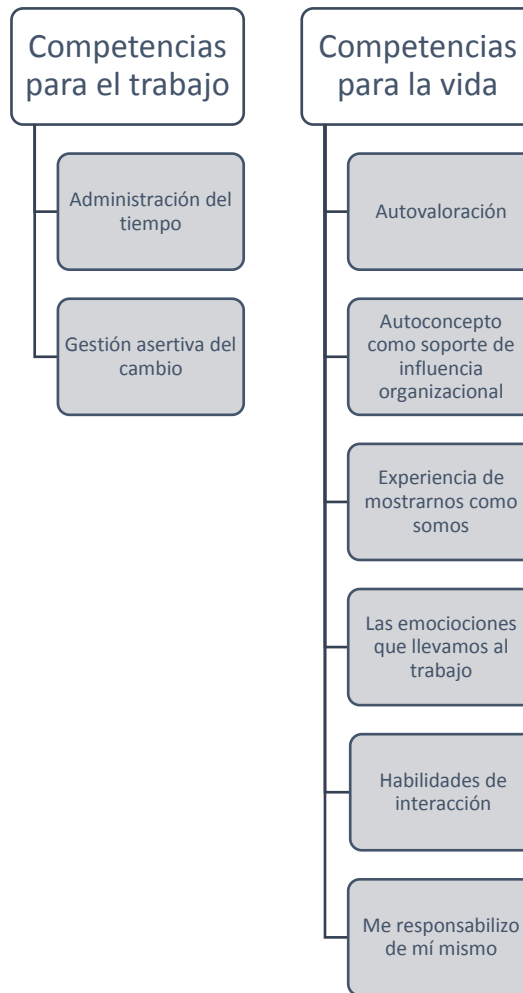 Competencias
para el trabajo
Administración del
tiempo
Gestión asertiva del
cambio
Competencias
para la vida
Autovaloración
Autoconcepto
como soporte de
influencia
organizacional
Experiencia de
mostrarnos como
somos
Las emociociones
que llevamos al
trabajo
Habilidades de
interacción
Me responsabilizo
de mí mismo